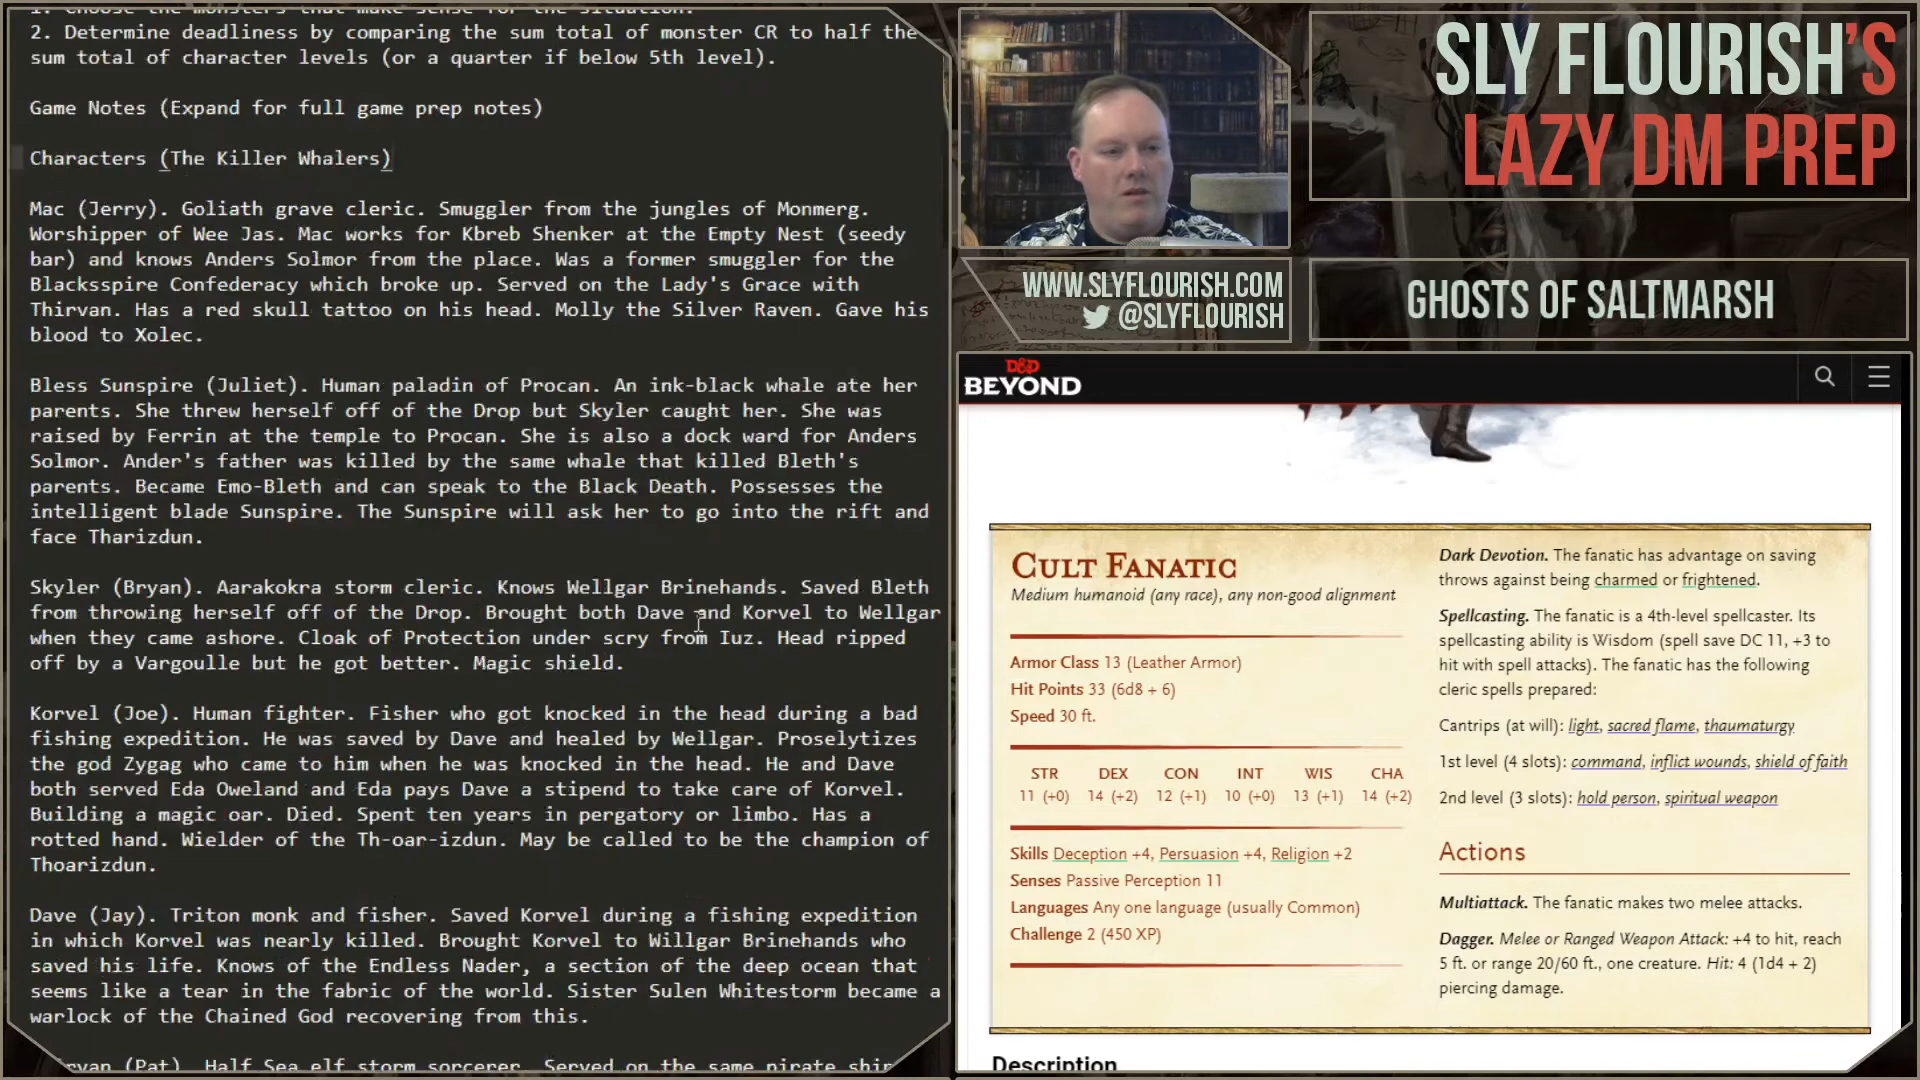 1. Choose the monsters that make sense for the situation.
2. Determine deadliness by comparing the sum total of monster CR to half the
sum total of character levels (or a quarter if below 5th level).
Game Notes (Expand for full game prep notes)
Characters (The Killer Whalers)
Mac (Jerry). Goliath grave cleric. Smuggler from the jungles of Monmerg.
Worshipper of Wee Jas. Mac works for Kbreb Shenker at the Empty Nest (seedy
bar) and knows Anders Solmor from the place. Was a former smuggler for the
Blacksspire Confederacy which broke up. Served on the Lady's Grace with
Thirvan. Has a red skull tattoo on his head. Molly the Silver Raven. Gave his
blood to Xolec.
Bless Sunspire (Juliet). Human paladin of Procan. An ink-black whale ate her
parents. She threw herself off of the Drop but Skyler caught her. She was
raised by Ferrin at the temple to Procan. She is also a dock ward for Anders
Solmor. Ander's father was killed by the same whale that killed Bleth's
parents. Became Emo-Bleth and can speak to the Black Death. Possesses the
intelligent blade Sunspire. The Sunspire will ask her to go into the rift and
face Tharizdun.
Skyler (Bryan). Aarakokra storm cleric. Knows Wellgar Brinehands. Saved Bleth
from throwing herself off of the Drop. Brought both Dave and Korvel to Wellgar
when they came ashore. Cloak of Protection under scry from Iuz. Head ripped
off by a Vargoulle but he got better. Magic shield.
Korvel (Joe). Human fighter. Fisher who got knocked in the head during a bad
fishing expedition. He was saved by Dave and healed by Wellgar. Proselytizes
the god Zygag who came to him when he was knocked in the head. He and Dave
both served Eda Oweland and Eda pays Dave a stipend to take care of Korvel.
Building a magic oar. Died. Spent ten years in pergatory or limbo. Has a
rotted hand. Wielder of the Th-oar-izdun. May be called to be the champion of
Thoarizdun.
Dave (Jay). Triton monk and fisher. Saved Korvel during a fishing expedition
in which Korvel was nearly killed. Brought Korvel to Willgar Brinehands who
saved his life. Knows of the Endless Nader, a section of the deep ocean that
seems like a tear in the fabric of the world. Sister Sulen Whitestorm became a
warlock of the Chained God recovering from this.
rvan (Pat). Half Sea elf storm sorcerer. Served on the same pirate shi
SLY FLOURISH'S
LAZY DM PREP
WWW.SLYFLOURISH.COM
@SLYFLOURISH
GHOSTS OF SALTMARSH
D&D
BEYOND
CULT FANATIC
Medium humanoid (any race), any non-good alignment
Armor Class 13 (Leather Armor)
Hit Points 33 (6d8 + 6)
Speed 30 ft.
STR DEX CON INT WIS CHA
11 (+0) 14 (+2) 12 (+1) 10 (+0) 13 (+1) 14 (+2)
Skills Deception +4, Persuasion +4, Religion +2
Senses Passive Perception 11
Languages Any one language (usually Common)
Challenge 2 (450 XP)
Dark Devotion. The fanatic has advantage on saving
throws against being charmed or frightened.
Spellcasting. The fanatic is a 4th-level spellcaster. Its
spellcasting ability is Wisdom (spell save DC 11, +3 to
hit with spell attacks). The fanatic has the following
cleric spells prepared:
Cantrips (at will): light, sacred flame, thaumaturgy
1st level (4 slots): command, inflict wounds, shield of faith
2nd level (3 slots): hold person, spiritual weapon
Actions
Multiattack. The fanatic makes two melee attacks.
Dagger. Melee or Ranged Weapon Attack: +4 to hit, reach
5 ft. or range 20/60 ft., one creature. Hit: 4 (1d4 + 2)
piercing damage.
Description